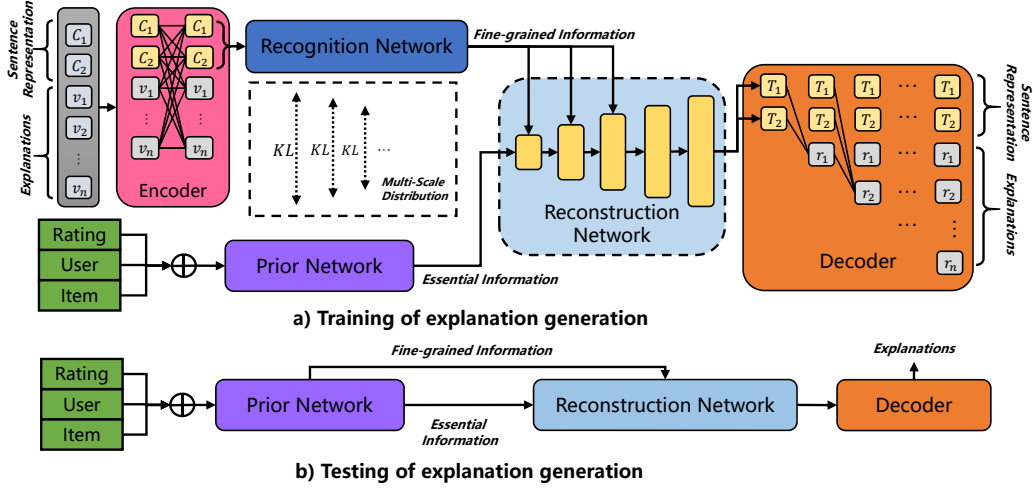 Sentence
Representation
Explanations
C₁
C₂
v₁
v₂
⋮
vₙ
C₁ C₁
C₂ C₂
v₁ v₁
⋮ ⋮
vₙ vₙ
Encoder
Recognition Network
Fine-grained Information
KL KL KL ···
Multi-Scale
Distribution
Reconstruction
Network
T₁ T₁ T₁ ··· T₁
T₂ T₂ T₂ ··· T₂
r₁ r₁ ··· r₁
r₂ ··· r₂
··· ⋮
rₙ
Decoder
Sentence
Representation
Explanations
Rating
User
Item
Prior Network
Essential Information
a) Training of explanation generation
Rating
User
Item
Prior Network
Fine-grained Information
Essential
Information
Reconstruction Network
Explanations
Decoder
b) Testing of explanation generation